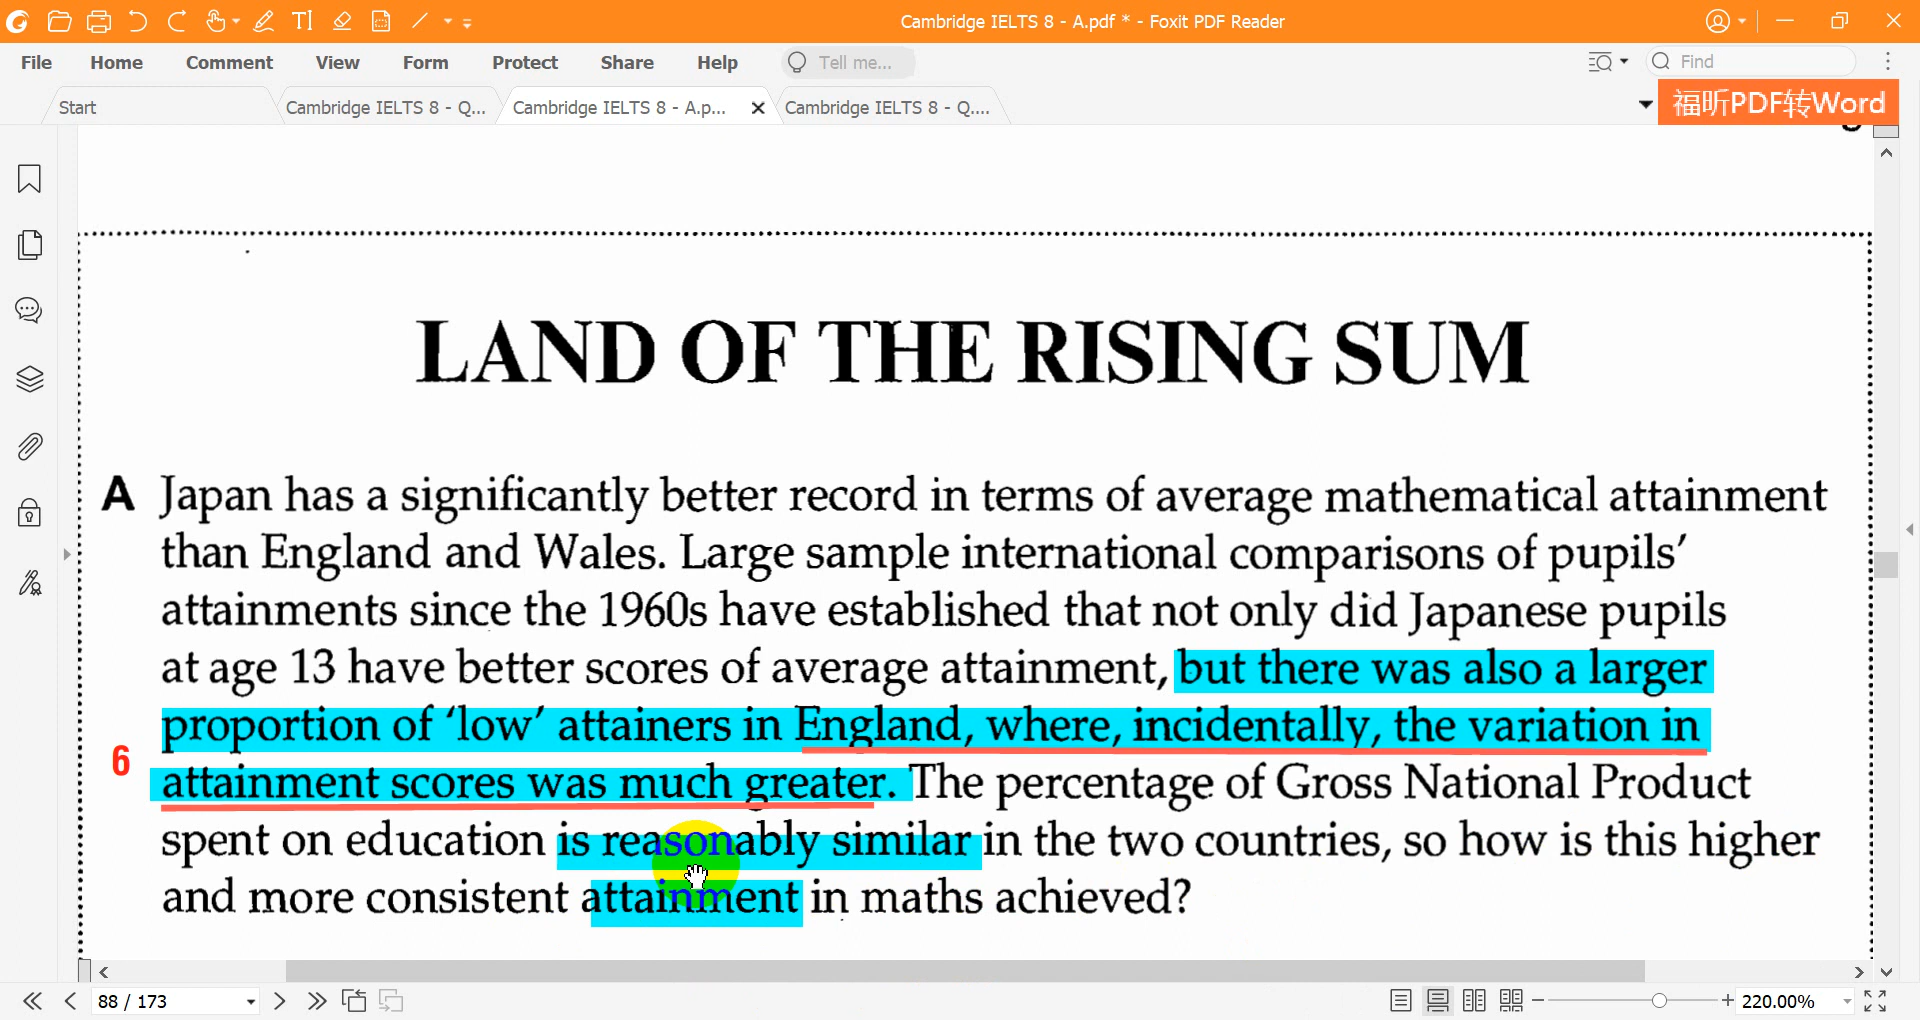 Cambridge IELTS 8 - A.pdf * - Foxit PDF Reader
File Home Comment View Form Protect Share Help Tell me... Find
Start Cambridge IELTS 8 - Q... Cambridge IELTS 8 - A.p... Cambridge IELTS 8 - Q.... 福昕PDF转Word
LAND OF THE RISING SUM
A Japan has a significantly better record in terms of average mathematical attainment
than England and Wales. Large sample international comparisons of pupils'
attainments since the 1960s have established that not only did Japanese pupils
at age 13 have better scores of average attainment, but there was also a larger
proportion of 'low' attainers in England, where, incidentally, the variation in
6 attainment scores was much greater. The percentage of Gross National Product
spent on education is reasonably similar in the two countries, so how is this higher
and more consistent attainment in maths achieved?
88 / 173 220.00%